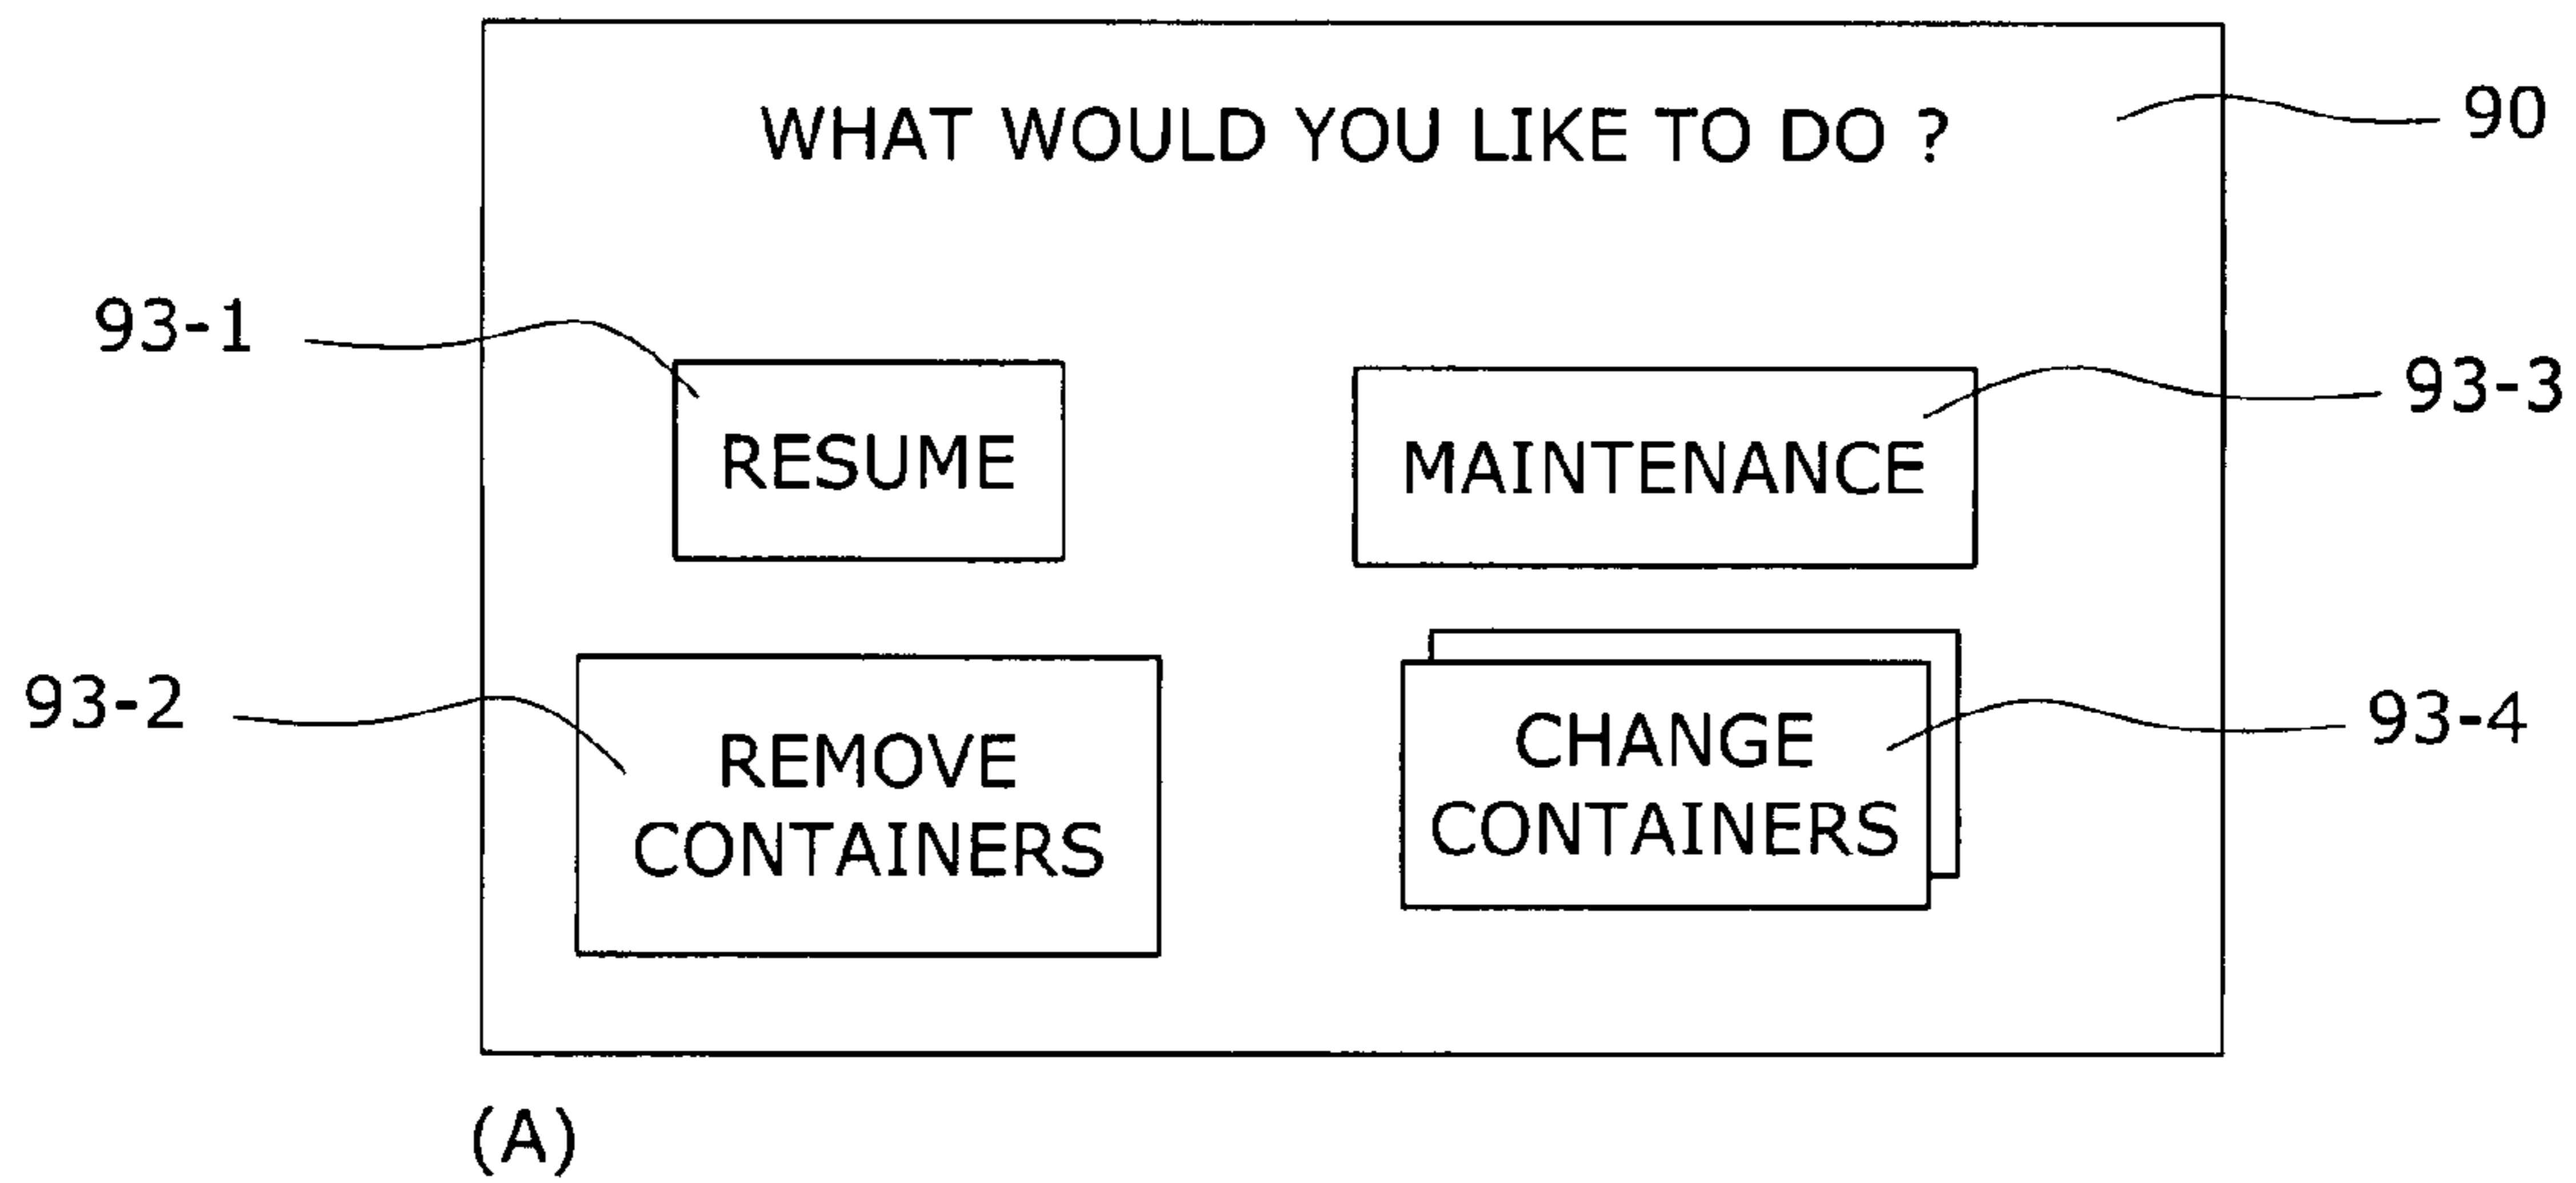 WHAT WOULD YOU LIKE TO DO ?
90
93-1
93-3
RESUME
MAINTENANCE
93-2
93-4
REMOVE
CONTAINERS
CHANGE
CONTAINERS
(A)